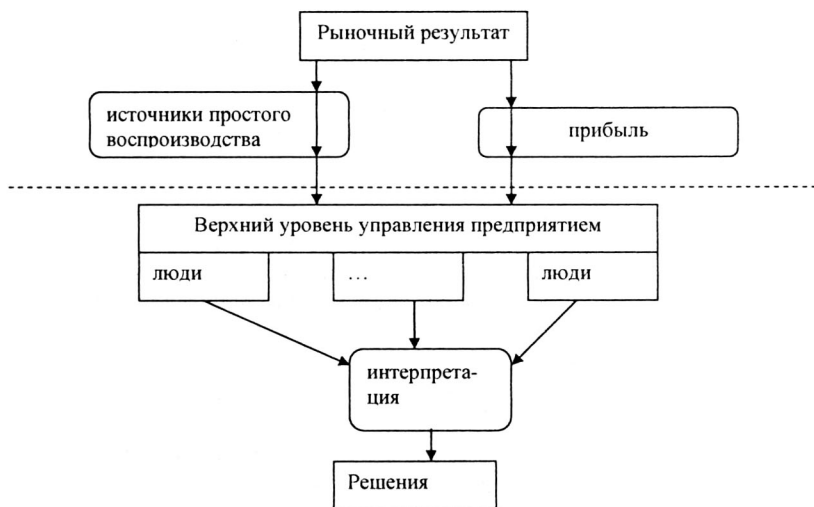 Рыночный результат
источники простого
воспроизводства
прибыль
Верхний уровень управления предприятием
люди
...
люди
интерпрета-
ция
Решения